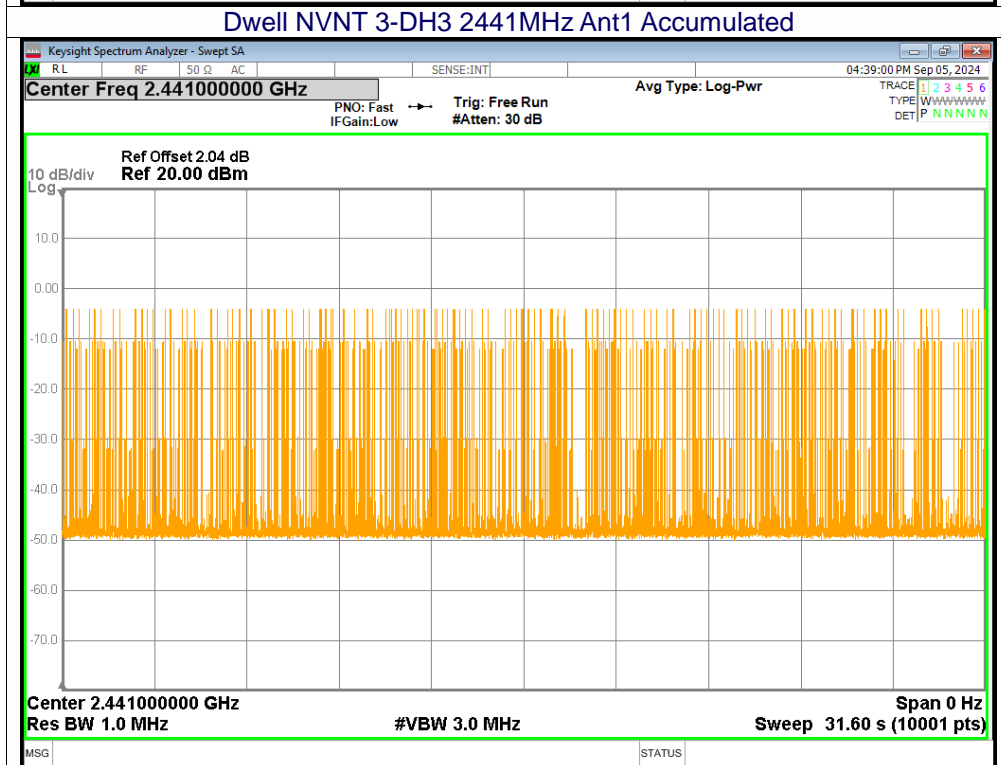 Dwell NVNT 3-DH3 2441MHz Ant1 Accumulated
Keysight Spectrum Analyzer - Swept SA
LXI RL RF 50 Ω AC SENSE:INT 04:39:00 PM Sep 05, 2024
Center Freq 2.441000000 GHz Avg Type: Log-Pwr TRACE 1 2 3 4 5 6
PNO: Fast Trig: Free Run TYPE WWWWWWW
IFGain:Low #Atten: 30 dB DET P N N N N N
Ref Offset 2.04 dB
10 dB/div Ref 20.00 dBm
Log
10.0
0.00
-10.0
-20.0
-30.0
-40.0
-50.0
-60.0
-70.0
Center 2.441000000 GHz Span 0 Hz
Res BW 1.0 MHz #VBW 3.0 MHz Sweep 31.60 s (10001 pts)
MSG STATUS